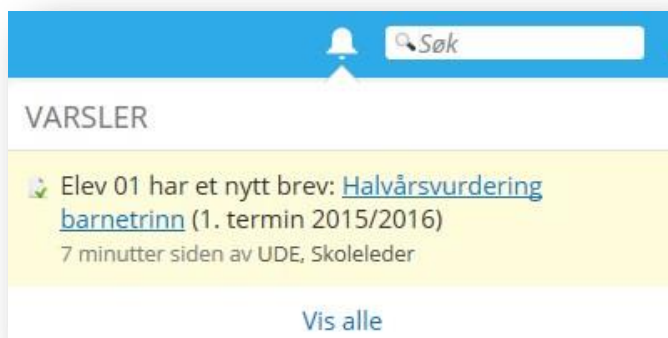 Søk
VARSLER
Elev 01 har et nytt brev: Halvårsvurdering
barnetrinn (1. termin 2015/2016)
7 minutter siden av UDE, Skoleleder
Vis alle